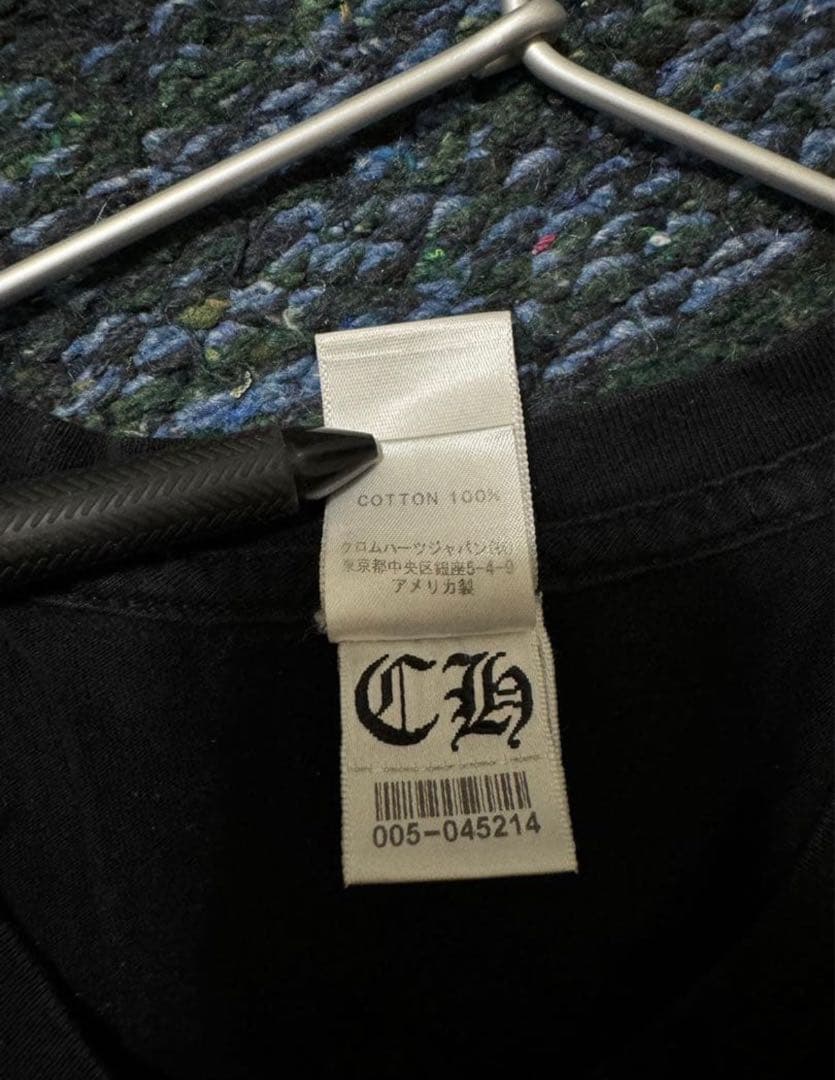 COTTON 100%
クロムハーツジャパン(株)
東京都中央区銀座5-4-9
アメリカ製
CH
005-045214